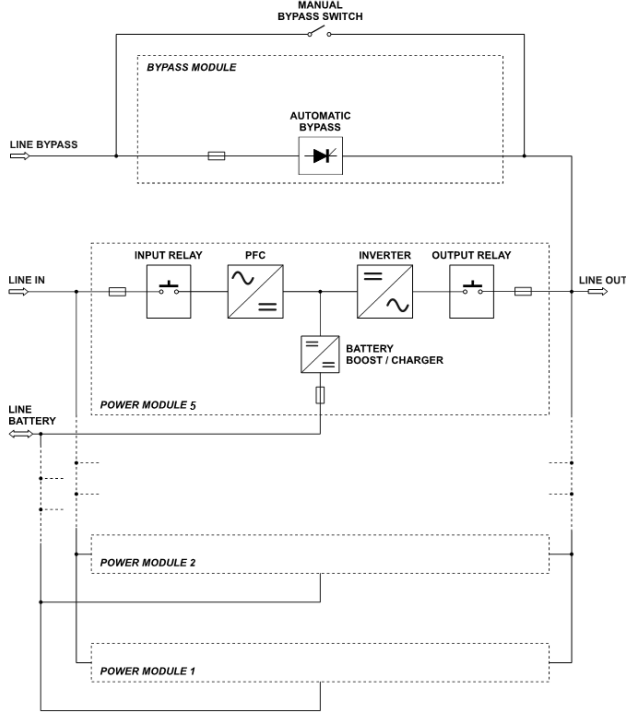 MANUAL
BYPASS SWITCH
BYPASS MODULE
AUTOMATIC
BYPASS
LINE BYPASS
INPUT RELAY
PFC
INVERTER
OUTPUT RELAY
LINE IN
LINE OUT
BATTERY
BOOST / CHARGER
POWER MODULE 5
LINE
BATTERY
POWER MODULE 2
POWER MODULE 1